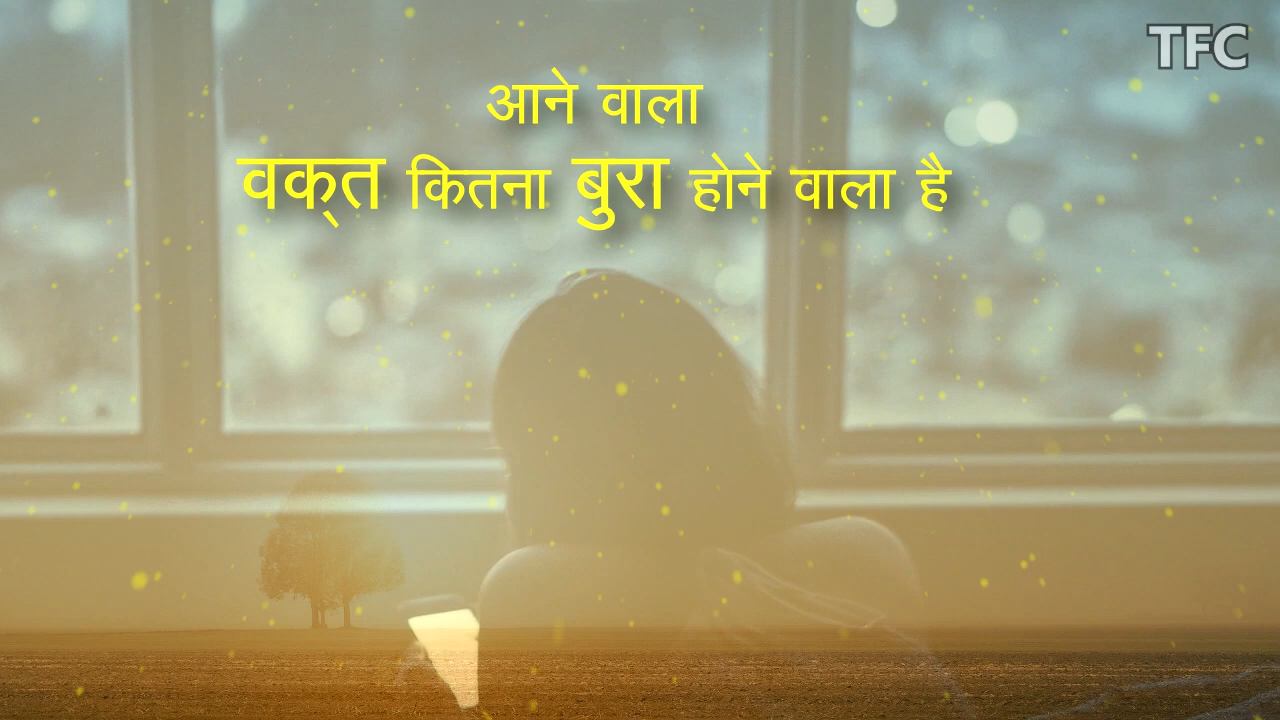 TFC
आने वाला
वक्त कितना बुरा होने वाला है